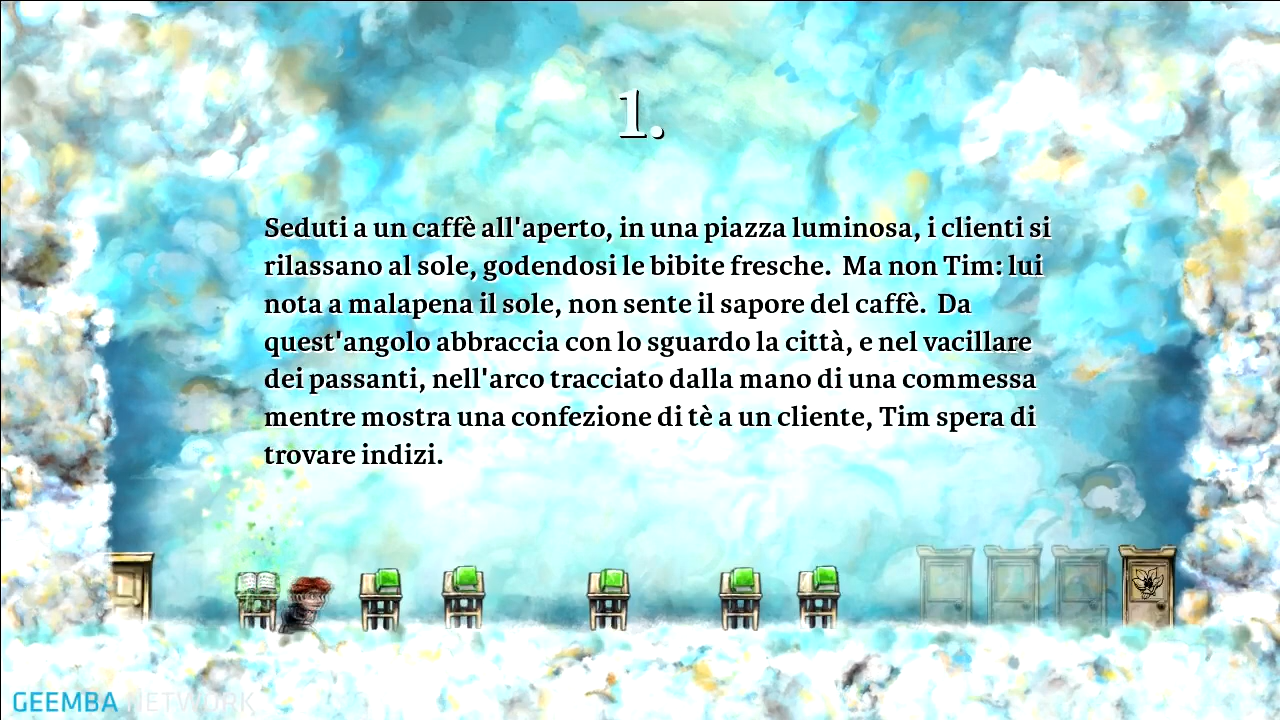 1.
Seduti a un caffè all'aperto, in una piazza luminosa, i clienti si
rilassano al sole, godendosi le bibite fresche.  Ma non Tim: lui
nota a malapena il sole, non sente il sapore del caffè.  Da
quest'angolo abbraccia con lo sguardo la città, e nel vacillare
dei passanti, nell'arco tracciato dalla mano di una commessa
mentre mostra una confezione di tè a un cliente, Tim spera di
trovare indizi.
GEEMBA NETWORK